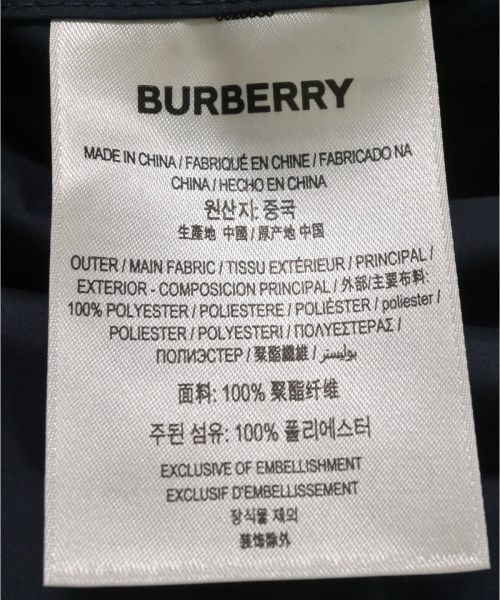 BURBERRY
MADE IN CHINA / FABRIQUÉ EN CHINE / FABRICADO NA
CHINA / HECHO EN CHINA
원산지: 중국
生產地 中國 / 原产地 中国
OUTER / MAIN FABRIC / TISSU EXTÉRIEUR / PRINCIPAL /
EXTERIOR - COMPOSICIÓN PRINCIPAL / 外部/主要布料:
100% POLYESTER / POLIESTERE / POLIÉSTER / poliester /
POLIESTER / POLYESTERI / ΠΟΛΥΕΣΤΕΡΑΣ /
ПОЛИЭСТЕР / 聚酯纖維 / بوليستر
面料: 100% 聚酯纤维
주된 섬유: 100% 폴리에스터
EXCLUSIVE OF EMBELLISHMENT
EXCLUSIF D'EMBELLISSEMENT
장식물 제외
装饰除外